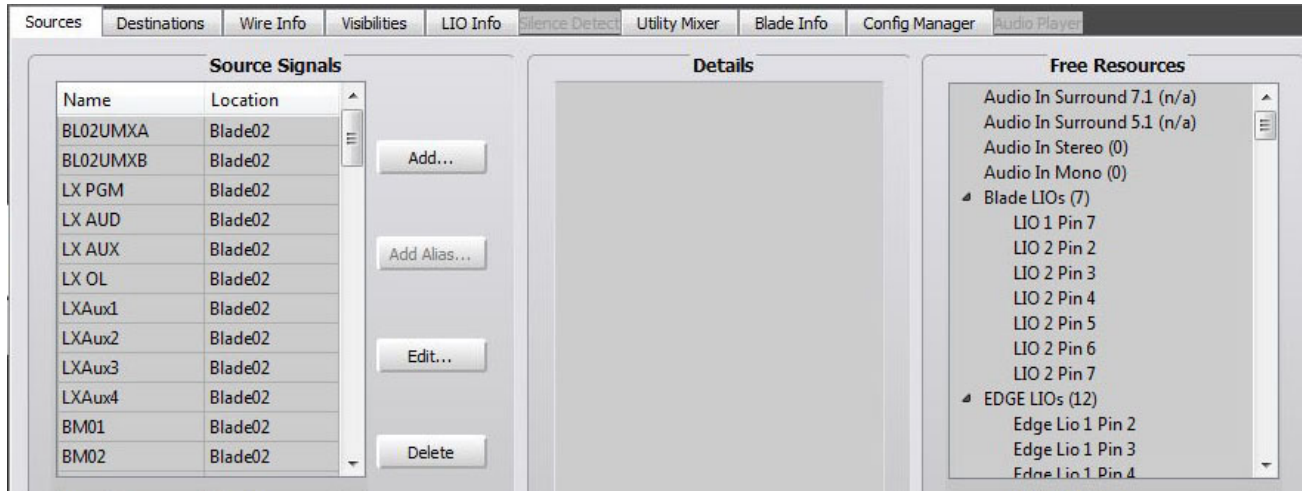 Sources Destinations Wire Info Visibilities LIO Info Silence Detect Utility Mixer Blade Info Config Manager Audio Player
Source Signals
Name Location
BL02UMXA Blade02
BL02UMXB Blade02
LX PGM Blade02
LX AUD Blade02
LX AUX Blade02
LX OL Blade02
LXAux1 Blade02
LXAux2 Blade02
LXAux3 Blade02
LXAux4 Blade02
BM01 Blade02
BM02 Blade02
Add...
Add Alias...
Edit...
Delete
Details
Free Resources
Audio In Surround 7.1 (n/a)
Audio In Surround 5.1 (n/a)
Audio In Stereo (0)
Audio In Mono (0)
Blade LIOs (7)
LIO 1 Pin 7
LIO 2 Pin 2
LIO 2 Pin 3
LIO 2 Pin 4
LIO 2 Pin 5
LIO 2 Pin 6
LIO 2 Pin 7
EDGE LIOs (12)
Edge Lio 1 Pin 2
Edge Lio 1 Pin 3
Edge Lio 1 Pin 4